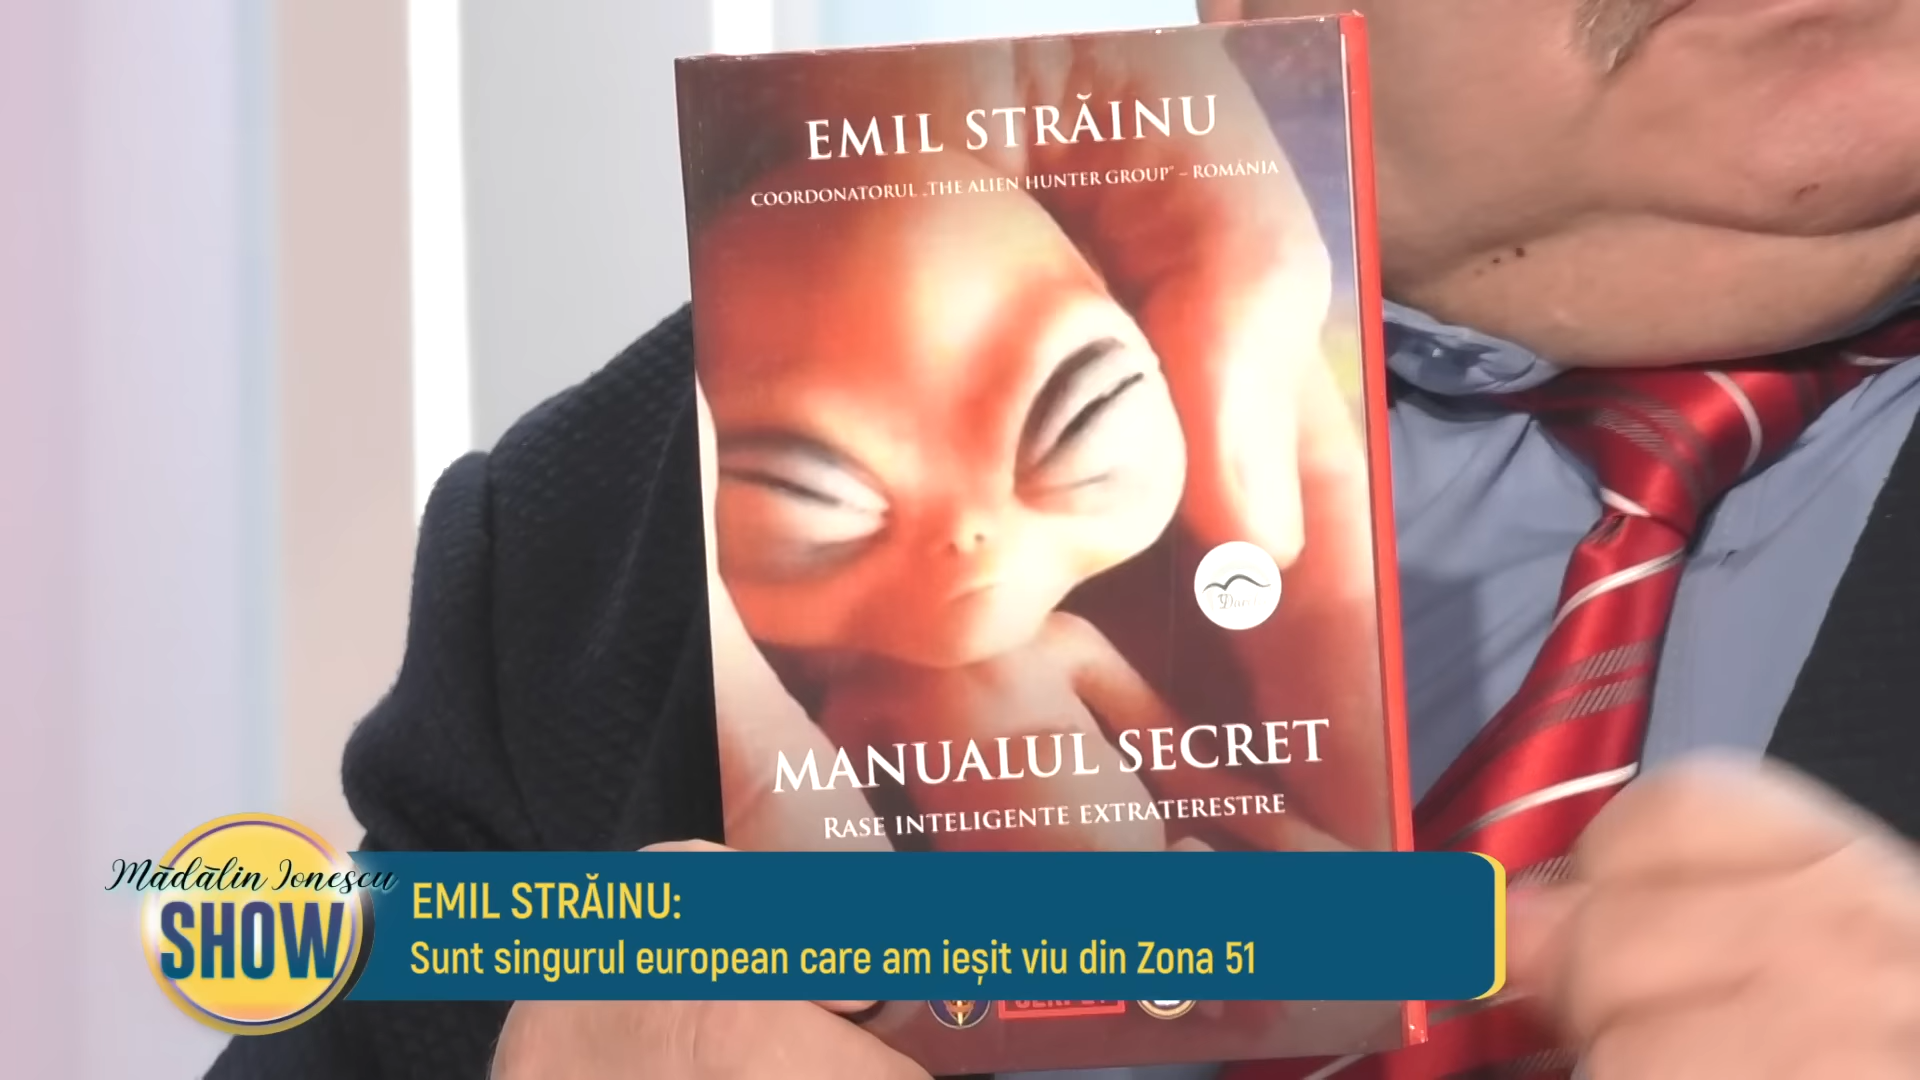 EMIL STRĂINU
COORDONATORUL „THE ALIEN HUNTER GROUP" – ROMÂNIA
MANUALUL SECRET
RASE INTELIGENTE EXTRATERESTRE
Mădălin Ionescu
SHOW
EMIL STRĂINU:
Sunt singurul european care am ieșit viu din Zona 51